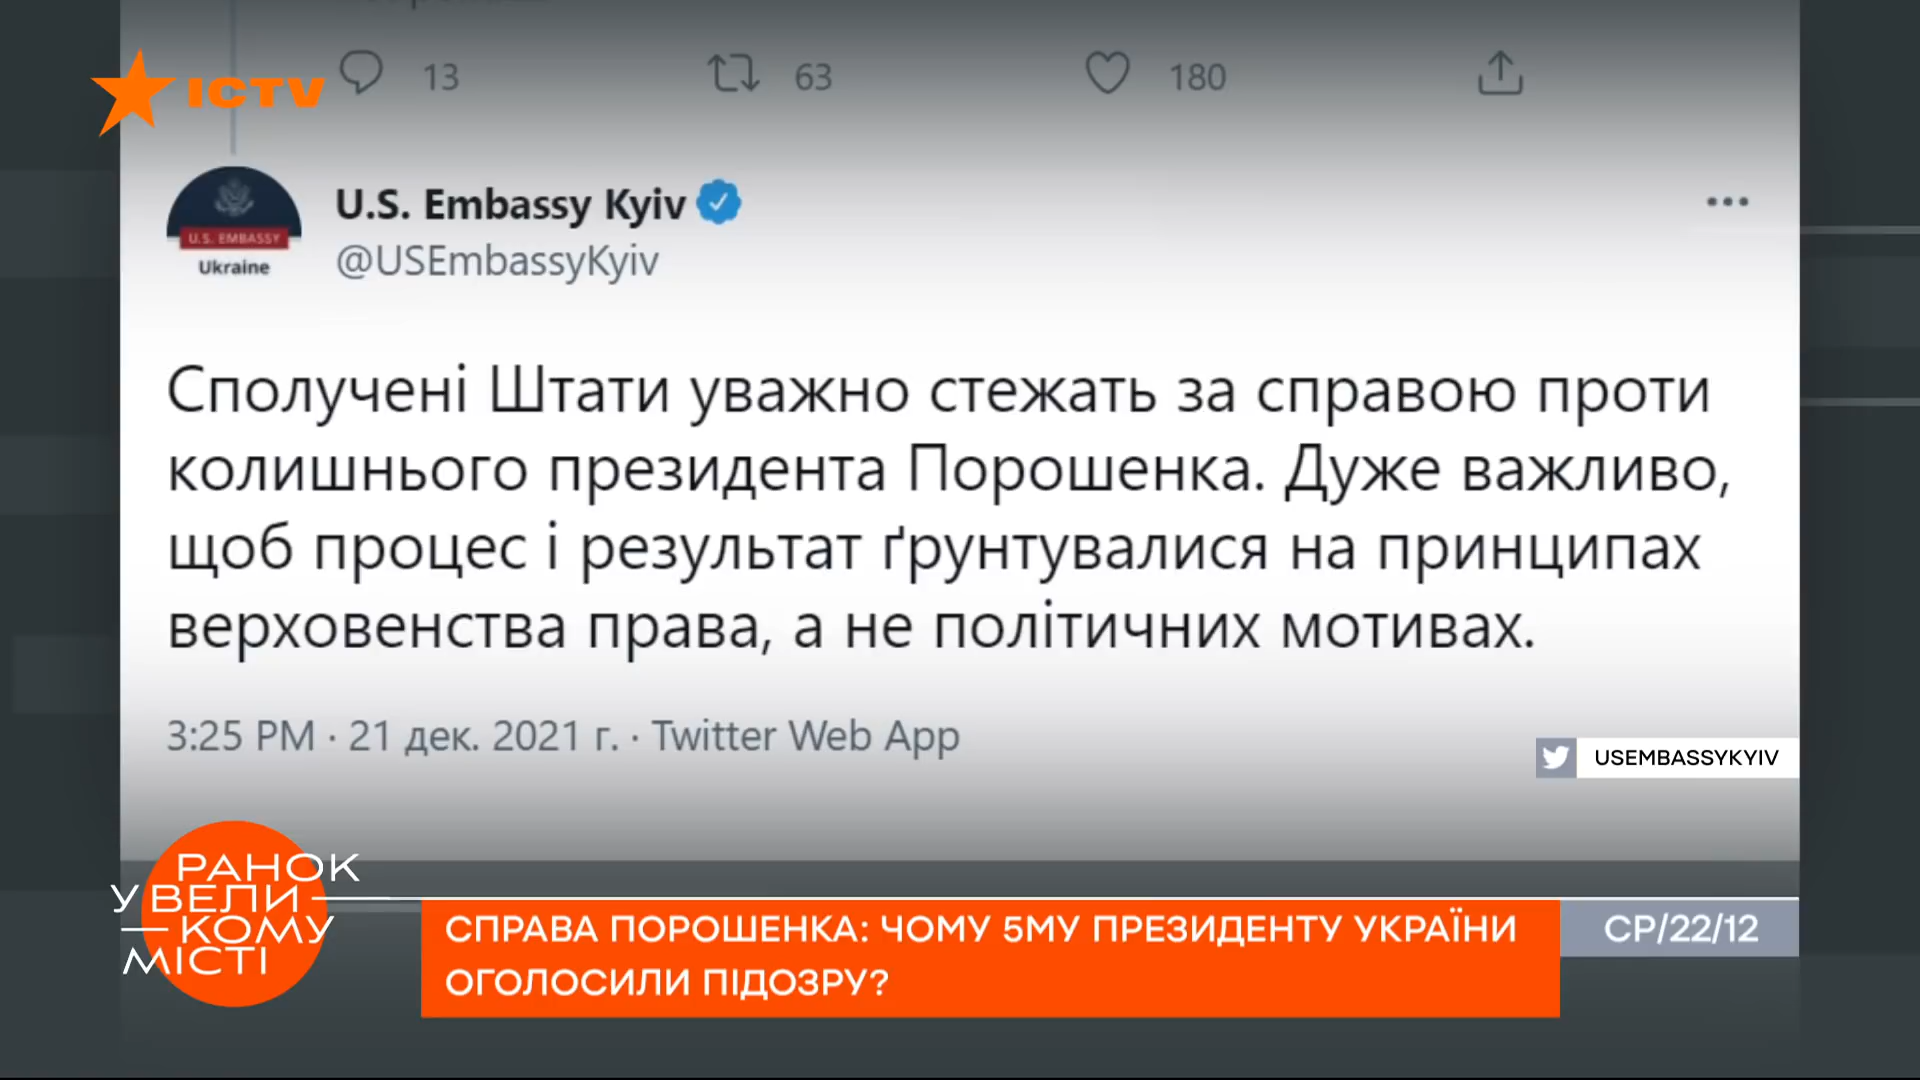 13 63 180
ICTV
U.S. Embassy Kyiv
@USEmbassyKyiv
U.S. EMBASSY
Ukraine
Сполучені Штати уважно стежать за справою проти
колишнього президента Порошенка. Дуже важливо,
щоб процес і результат ґрунтувалися на принципах
верховенства права, а не політичних мотивах.
3:25 PM · 21 дек. 2021 г. · Twitter Web App
USEMBASSYKYIV
РАНОК
У ВЕЛИ
КОМУ
МІСТІ
СПРАВА ПОРОШЕНКА: ЧОМУ 5МУ ПРЕЗИДЕНТУ УКРАЇНИ
ОГОЛОСИЛИ ПІДОЗРУ?
СР/22/12